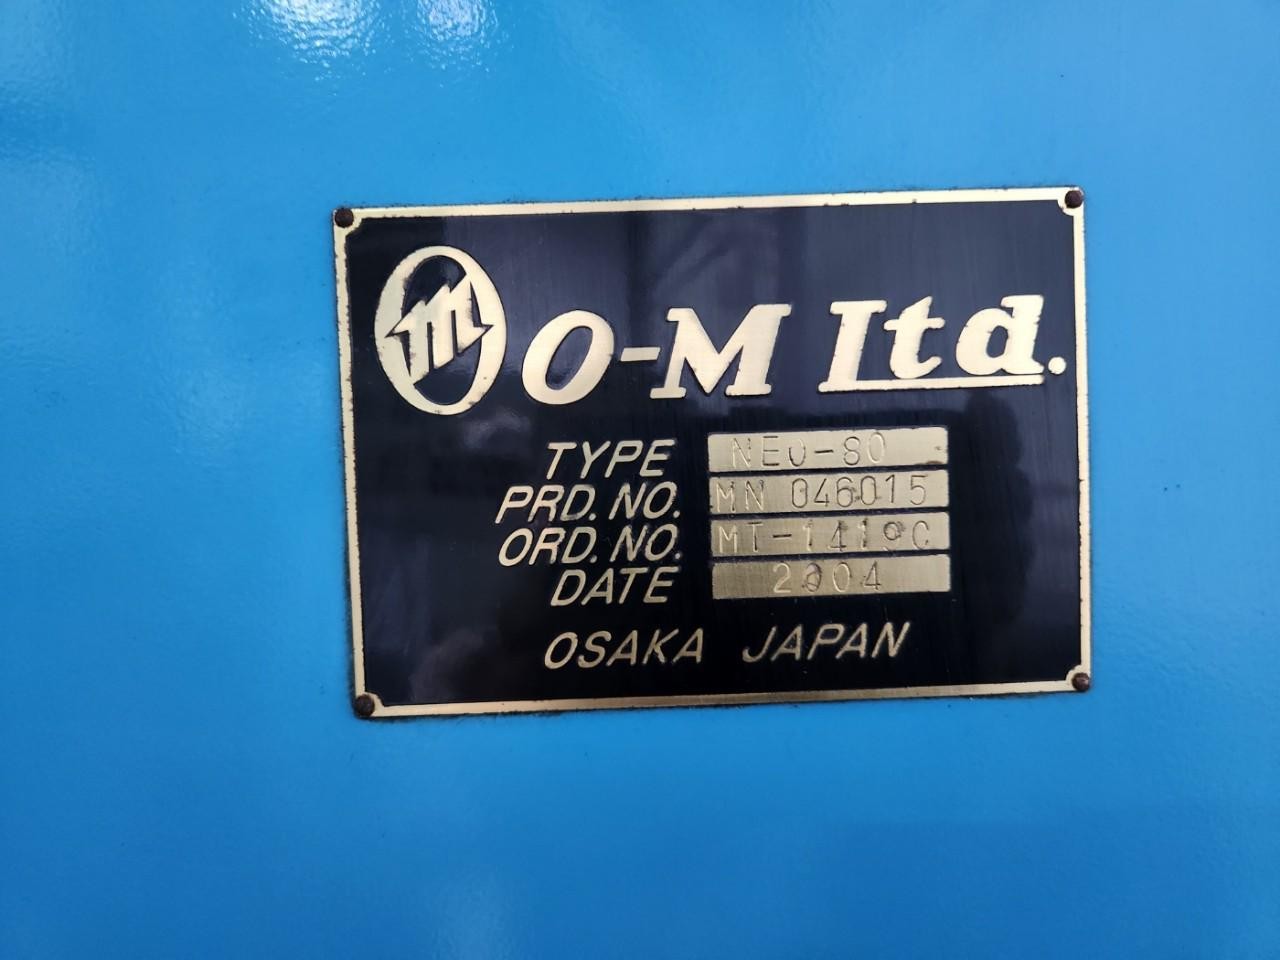 m O-M Ltd.
TYPE NEO-80
PRD. NO. MN 046015
ORD. NO. MT-1419C
DATE 2004
OSAKA JAPAN